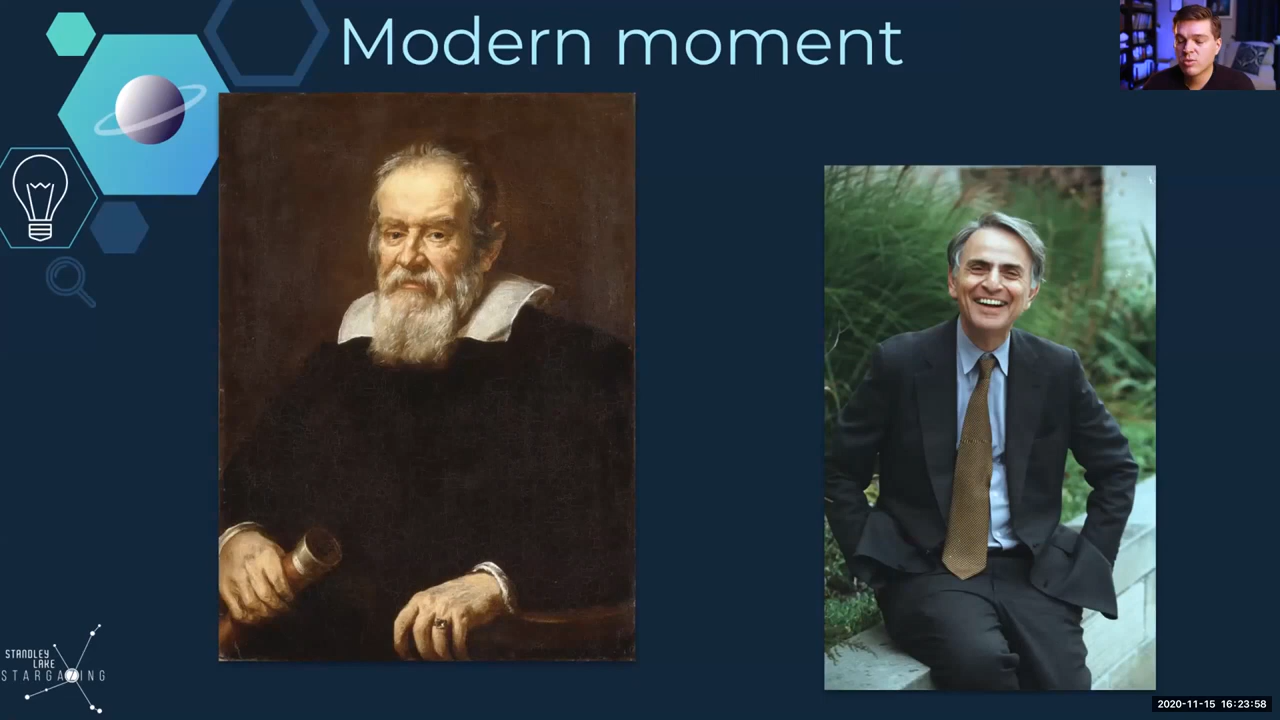 Modern moment
STANDLEY
LAKE
STARGAZING
2020-11-15 16:23:58